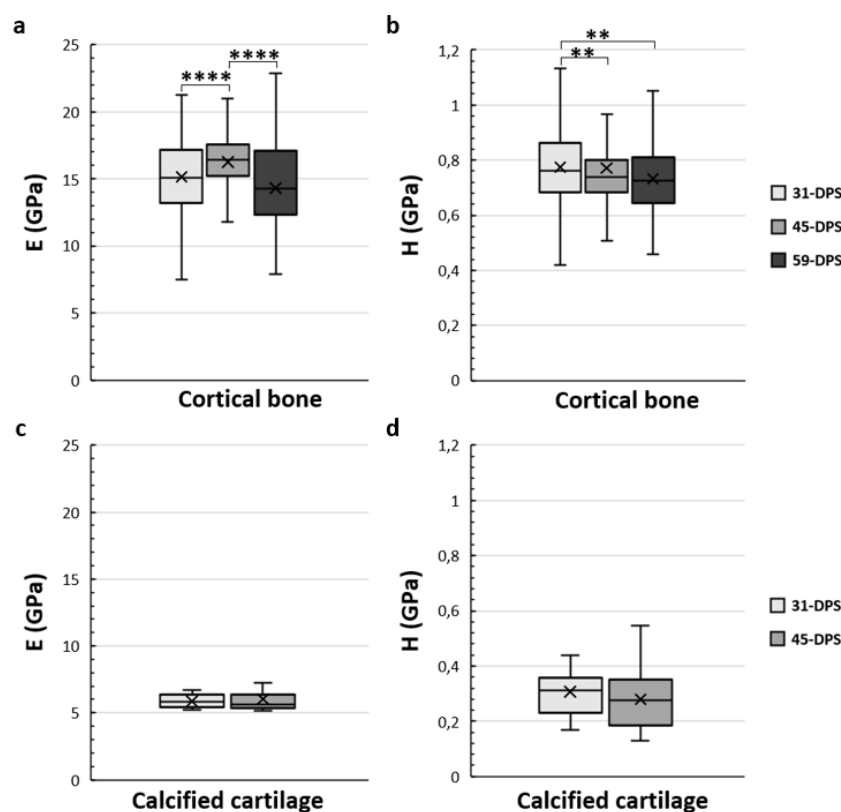 a
25
20
15
10
5
0
E (GPa)
**** ****
Cortical bone
b
1,2
1
0,8
0,6
0,4
0,2
0
H (GPa)
**
**
Cortical bone
31-DPS
45-DPS
59-DPS
c
25
20
15
10
5
0
E (GPa)
Calcified cartilage
d
1,2
1
0,8
0,6
0,4
0,2
0
H (GPa)
Calcified cartilage
31-DPS
45-DPS